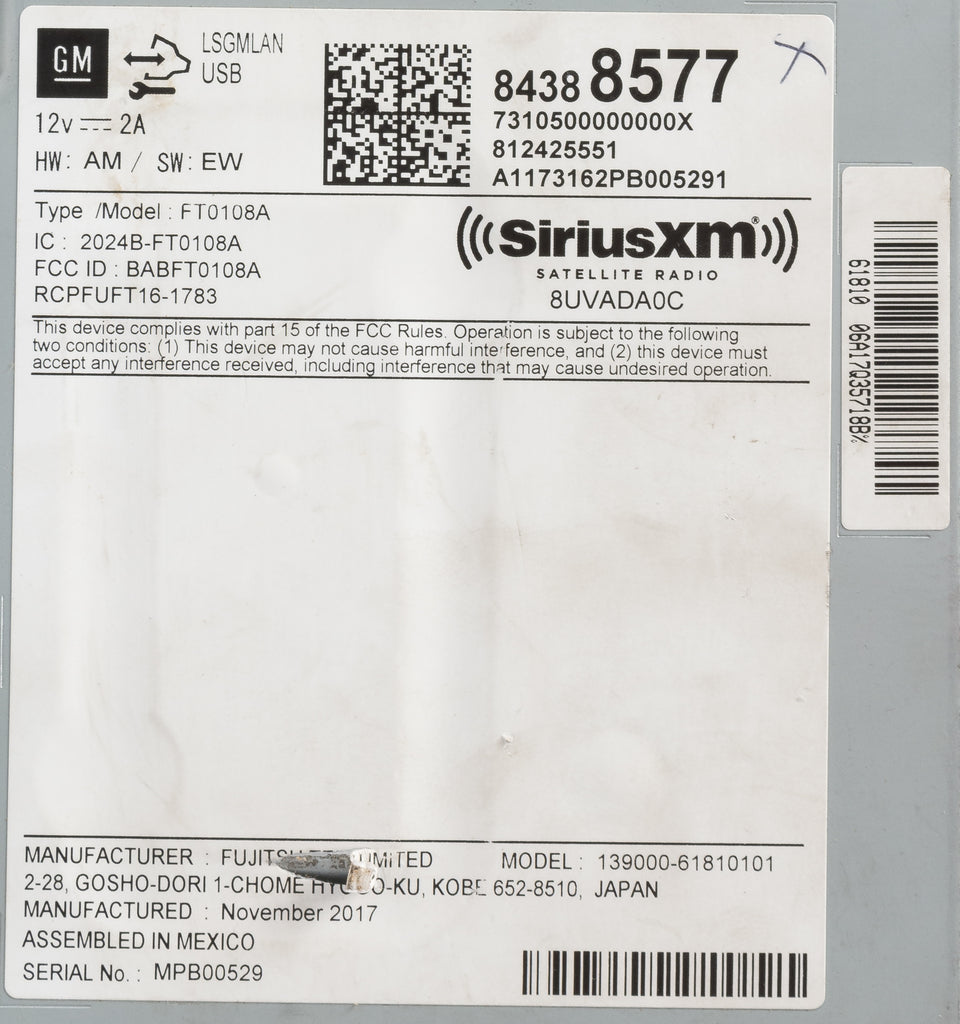 GM
LSGMLAN
USB
12v 2A
HW: AM / SW: EW
8438 8577
7310500000000X
812425551
A1173162PB005291
Type /Model : FT0108A
IC : 2024B-FT0108A
FCC ID : BABFT0108A
RCPFUFT16-1783
SiriusXm®
SATELLITE RADIO
8UVADA0C
This device complies with part 15 of the FCC Rules. Operation is subject to the following
two conditions: (1) This device may not cause harmful interference, and (2) this device must
accept any interference received, including interference that may cause undesired operation.
61810 06A17Q35718B%
MANUFACTURER : MODEL : 139000-61810101
2-28, GOSHO-DORI 1-CHOME KOBE 652-8510, JAPAN
MANUFACTURED : November 2017
ASSEMBLED IN MEXICO
SERIAL No. : MPB00529